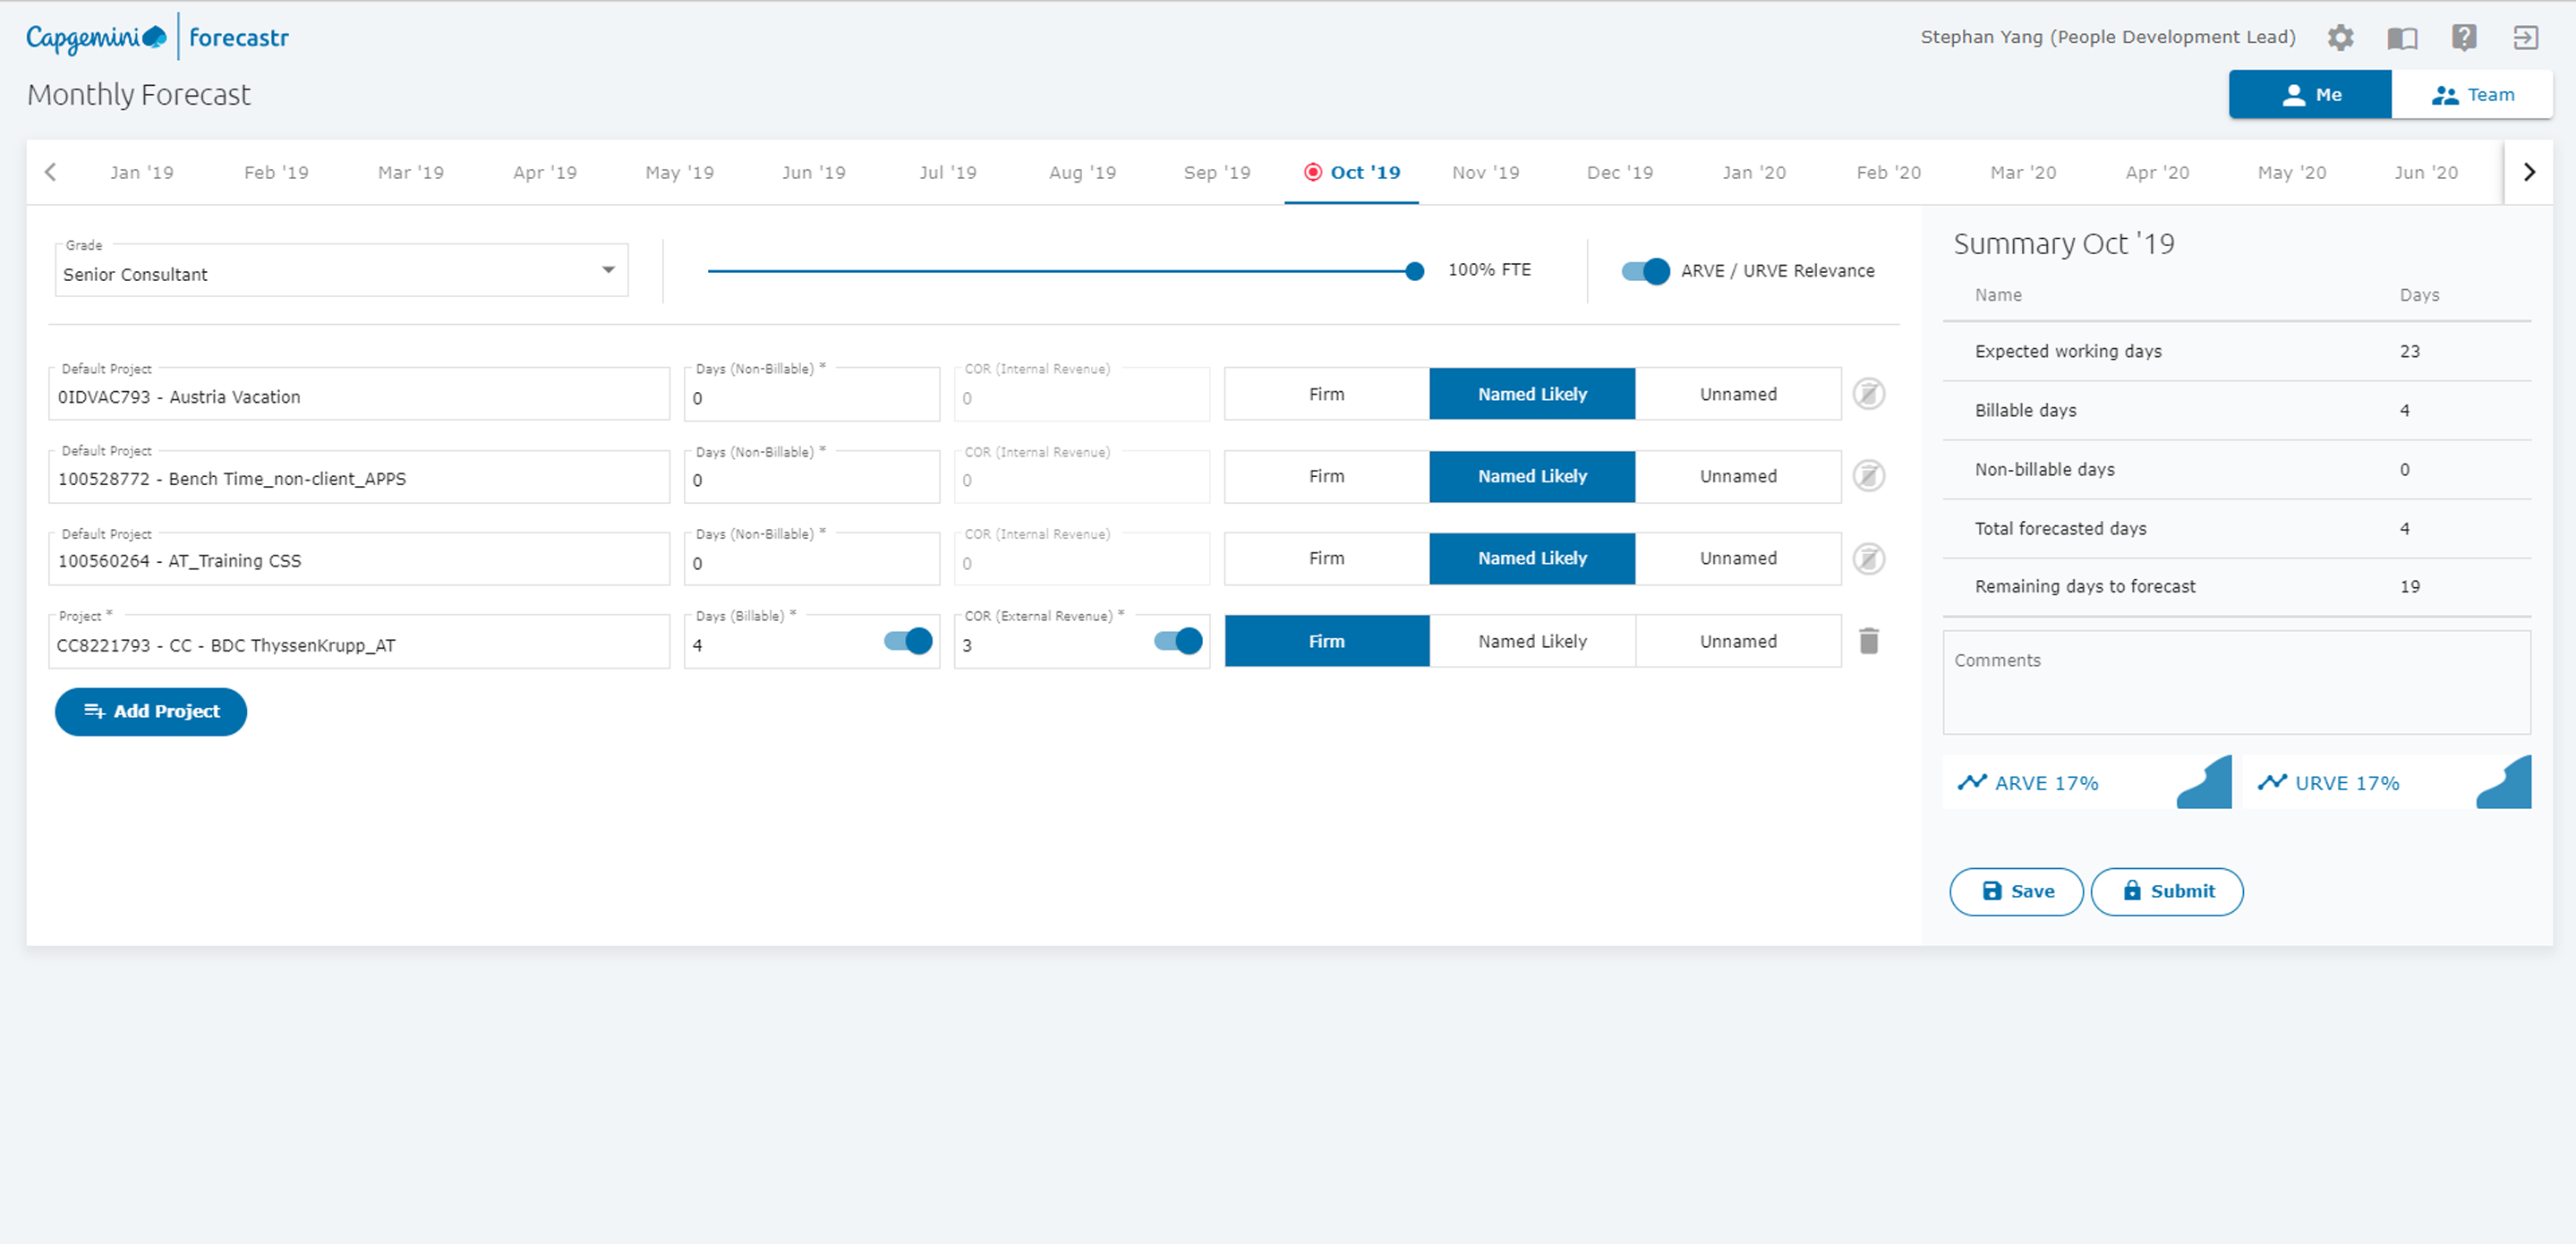 Capgemini forecastr
Stephan Yang (People Development Lead)
Monthly Forecast
Me Team
Jan '19 Feb '19 Mar '19 Apr '19 May '19 Jun '19 Jul '19 Aug '19 Sep '19 Oct '19 Nov '19 Dec '19 Jan '20 Feb '20 Mar '20 Apr '20 May '20 Jun '20
Grade
Senior Consultant
100% FTE
ARVE / URVE Relevance
Default Project Days (Non-Billable) * COR (Internal Revenue)
0IDVAC793 - Austria Vacation 0 0 Firm Named Likely Unnamed
Default Project Days (Non-Billable) * COR (Internal Revenue)
100528772 - Bench Time_non-client_APPS 0 0 Firm Named Likely Unnamed
Default Project Days (Non-Billable) * COR (Internal Revenue)
100560264 - AT_Training CSS 0 0 Firm Named Likely Unnamed
Project * Days (Billable) * COR (External Revenue) *
CC8221793 - CC - BDC ThyssenKrupp_AT 4 3 Firm Named Likely Unnamed
Add Project
Summary Oct '19
Name Days
Expected working days 23
Billable days 4
Non-billable days 0
Total forecasted days 4
Remaining days to forecast 19
Comments
ARVE 17% URVE 17%
Save Submit